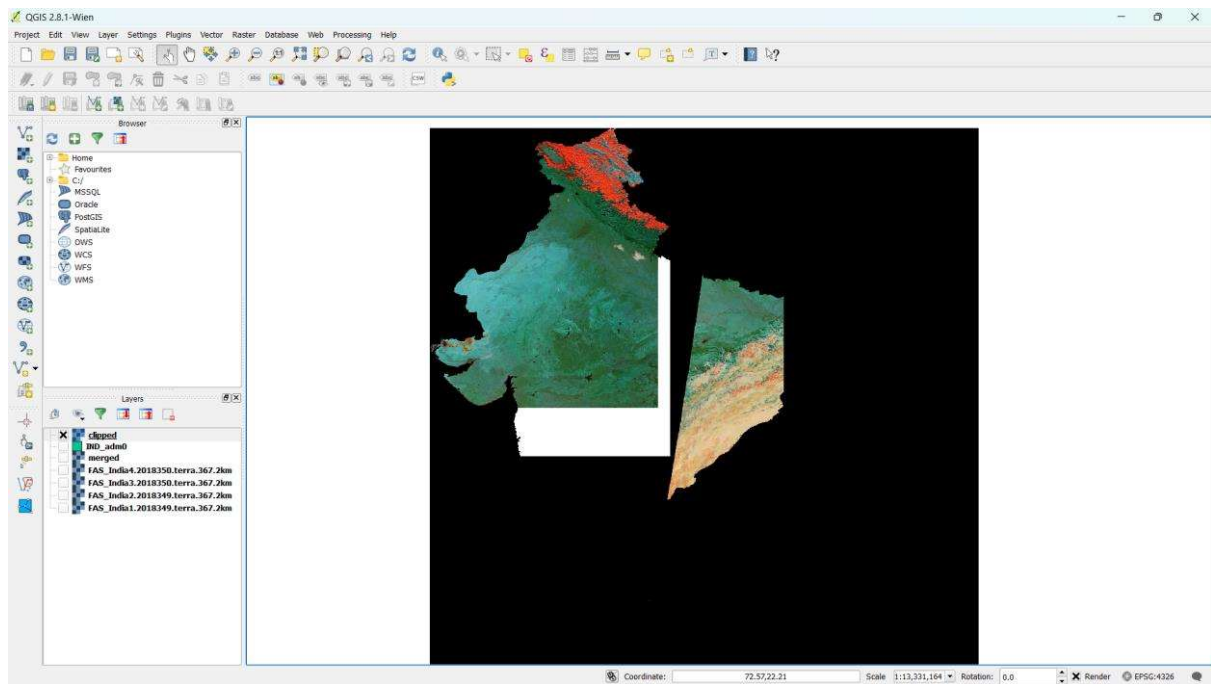 QGIS 2.8.1-Wien
Project Edit View Layer Settings Plugins Vector Raster Database Web Processing Help
Browser
Home
Favourites
C:/
MSSQL
Oracle
PostGIS
SpatiaLite
OWS
WCS
WFS
WMS
Layers
clipped
IND_adm0
merged
FAS_India4.2018350.terra.367.2km
FAS_India3.2018350.terra.367.2km
FAS_India2.2018349.terra.367.2km
FAS_India1.2018349.terra.367.2km
Coordinate: 72.57,22.21 Scale 1:13,331,164 Rotation: 0.0 Render EPSG:4326